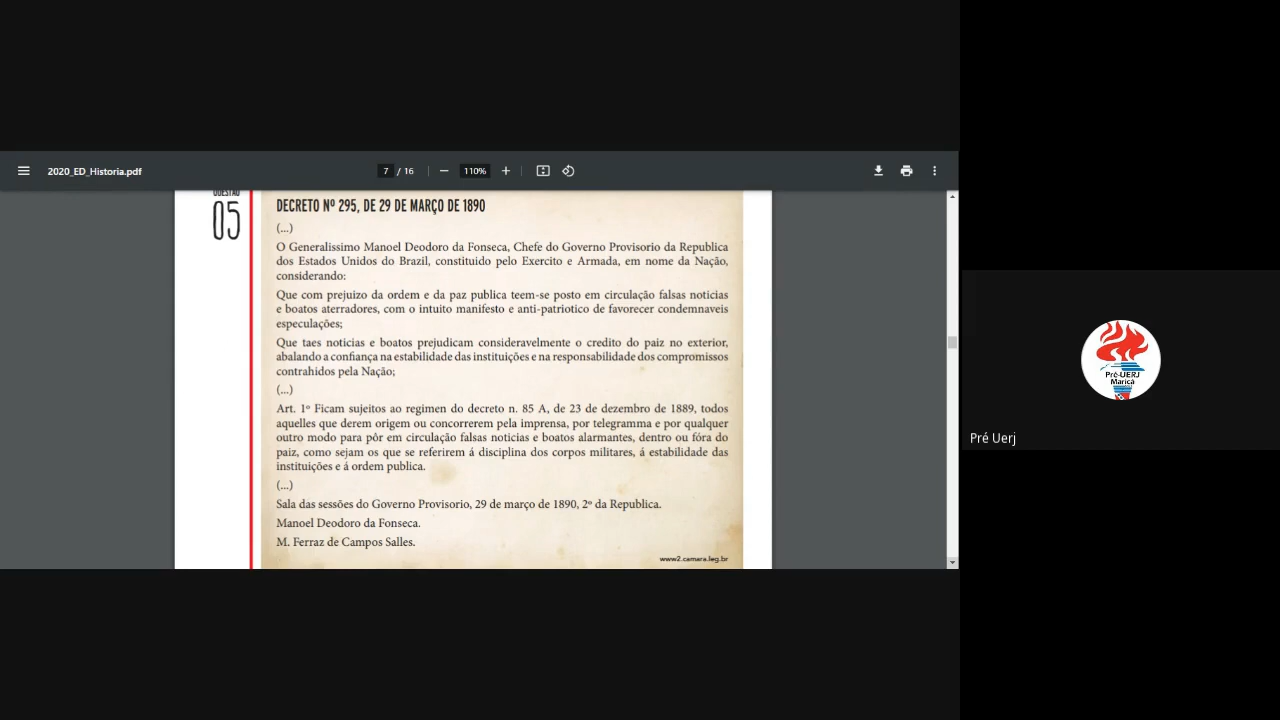 2020_ED_Historia.pdf
7 / 16
110%
QUESTÃO
05
DECRETO Nº 295, DE 29 DE MARÇO DE 1890
(...)
O Generalissimo Manoel Deodoro da Fonseca, Chefe do Governo Provisorio da Republica
dos Estados Unidos do Brazil, constituido pelo Exercito e Armada, em nome da Nação,
considerando:
Que com prejuizo da ordem e da paz publica teem-se posto em circulação falsas noticias
e boatos aterradores, com o intuito manifesto e anti-patriotico de favorecer condemnaveis
especulações;
Que taes noticias e boatos prejudicam consideravelmente o credito do paiz no exterior,
abalando a confiança na estabilidade das instituições e na responsabilidade dos compromissos
contrahidos pela Nação;
(...)
Art. 1º Ficam sujeitos ao regimen do decreto n. 85 A, de 23 de dezembro de 1889, todos
aquelles que derem origem ou concorrerem pela imprensa, por telegramma e por qualquer
outro modo para pôr em circulação falsas noticias e boatos alarmantes, dentro ou fóra do
paiz, como sejam os que se referirem á disciplina dos corpos militares, á estabilidade das
instituições e á ordem publica.
(...)
Sala das sessões do Governo Provisorio, 29 de março de 1890, 2º da Republica.
Manoel Deodoro da Fonseca.
M. Ferraz de Campos Salles.
www2.camara.leg.br
Pré-UERJ
Maricá
Pré Uerj